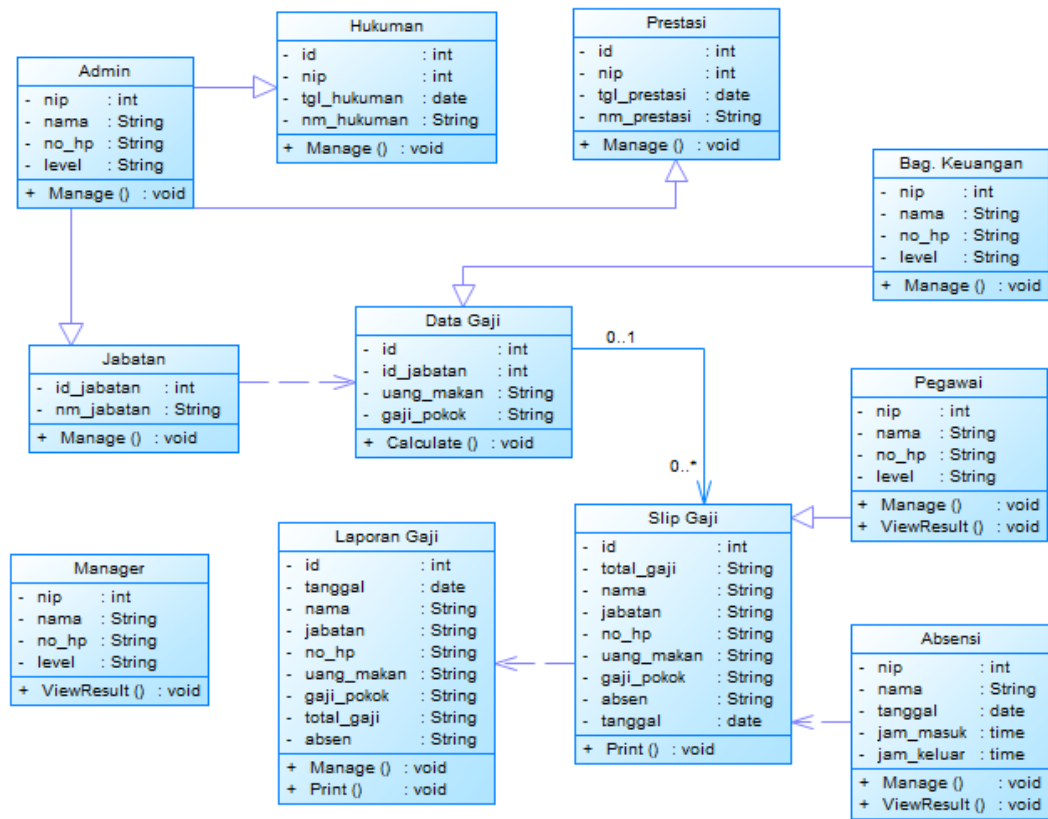 Hukuman
- id : int
- nip : int
- tgl_hukuman : date
- nm_hukuman : String
+ Manage () : void
Prestasi
- id : int
- nip : int
- tgl_prestasi : date
- nm_prestasi : String
+ Manage () : void
Admin
- nip : int
- nama : String
- no_hp : String
- level : String
+ Manage () : void
Bag. Keuangan
- nip : int
- nama : String
- no_hp : String
- level : String
+ Manage () : void
Data Gaji
- id : int
- id_jabatan : int
- uang_makan : String
- gaji_pokok : String
+ Calculate () : void
0..1
0..*
Jabatan
- id_jabatan : int
- nm_jabatan : String
+ Manage () : void
Pegawai
- nip : int
- nama : String
- no_hp : String
- level : String
+ Manage () : void
+ ViewResult () : void
Slip Gaji
- id : int
- total_gaji : String
- nama : String
- jabatan : String
- no_hp : String
- uang_makan : String
- gaji_pokok : String
- absen : String
- tanggal : date
+ Print () : void
Laporan Gaji
- id : int
- tanggal : date
- nama : String
- jabatan : String
- no_hp : String
- uang_makan : String
- gaji_pokok : String
- total_gaji : String
- absen : String
+ Manage () : void
+ Print () : void
Manager
- nip : int
- nama : String
- no_hp : String
- level : String
+ ViewResult () : void
Absensi
- nip : int
- nama : String
- tanggal : date
- jam_masuk : time
- jam_keluar : time
+ Manage () : void
+ ViewResult () : void